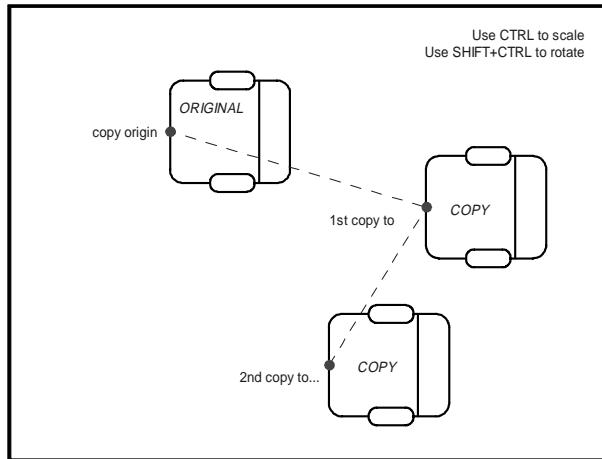 Use CTRL to scale
Use SHIFT+CTRL to rotate
ORIGINAL
copy origin
1st copy to
COPY
2nd copy to...
COPY